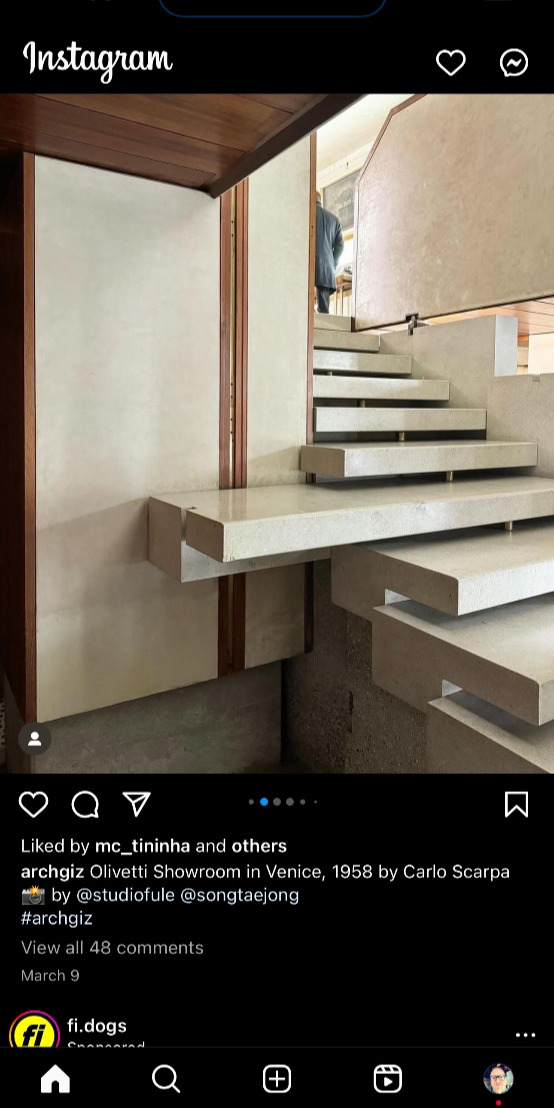 Instagram
Liked by mc_tininha and others
archgiz Olivetti Showroom in Venice, 1958 by Carlo Scarpa
📸 by @studiofule @songtaejong
#archgiz
View all 48 comments
March 9
fi
fi.dogs
Sponsored